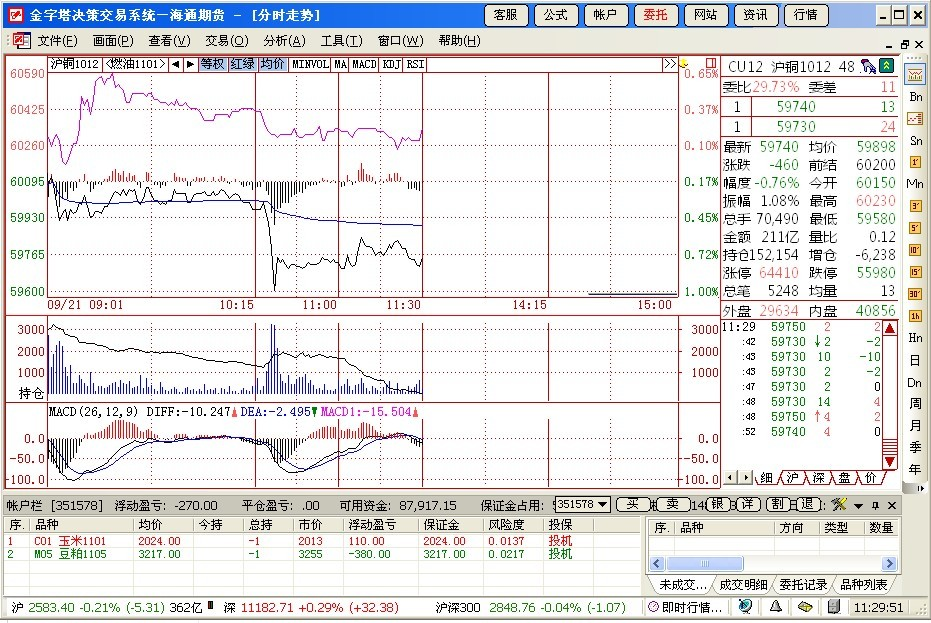 金字塔决策交易系统—海通期货 - [分时走势] 客服 公式 帐户 委托 网站 资讯 行情
文件(F) 画面(P) 查看(V) 交易(O) 分析(A) 工具(T) 窗口(W) 帮助(H)
沪铜1012 <燃油1101> 等权 红绿 均价 MINVOL MA MACD KDJ RSI >>
CU12 沪铜1012 48
委比 29.73% 委差 11
1 59740 13
1 59730 24
最新 59740 均价 59898
涨跌 -460 前结 60200
幅度 -0.76% 今开 60150
振幅 1.08% 最高 60230
总手 70,490 最低 59580
金额 211亿 量比 0.12
持仓 152,154 增仓 -6,238
涨停 64410 跌停 55980
总笔 5248 均量 13
外盘 29634 内盘 40856
11:29 59750 2 2
:42 59730 ↓2 -2
:43 59730 10 -10
:43 59730 2 -2
:47 59730 2 0
:48 59730 14 4
:48 59750 ↑4 2
:52 59740 4 0
细 沪 深 盘 价
Bn
Sn
1'
Mn
3'
5'
10'
15'
30'
1h
Hn
日
Dn
周
月
季
年
60590 0.65%
60425 0.37%
60260 0.10%
60095 0.17%
59930 0.45%
59765 0.72%
59600 1.00%
09/21 09:01 10:15 11:00 11:30 14:15 15:00
3000 3000
2000 2000
1000 1000
持仓
MACD(26,12,9) DIFF:-10.247 DEA:-2.495 MACD1:-15.504
0.0 0.0
-50.0 -50.0
-100.0 -100.0
帐户栏 [351578] 浮动盈亏: -270.00 平仓盈亏: .00 可用资金: 87,917.15 保证金占用: 351578 买 卖 银 洋 割 退
序. 品种 均价 今持 总持 市价 浮动盈亏 保证金 风险度 投保
1 C01 玉米1101 2024.00 -1 2013 110.00 2024.00 0.0137 投机
2 M05 豆粕1105 3217.00 -1 3255 -380.00 3217.00 0.0217 投机
序. 品种 方向 类型 数量
未成交... 成交明细 委托记录 品种列表
沪 2583.40 -0.21% (-5.31) 362亿 深 11182.71 +0.29% (+32.38) 沪深300 2848.76 -0.04% (-1.07) 即时行情... 11:29:51